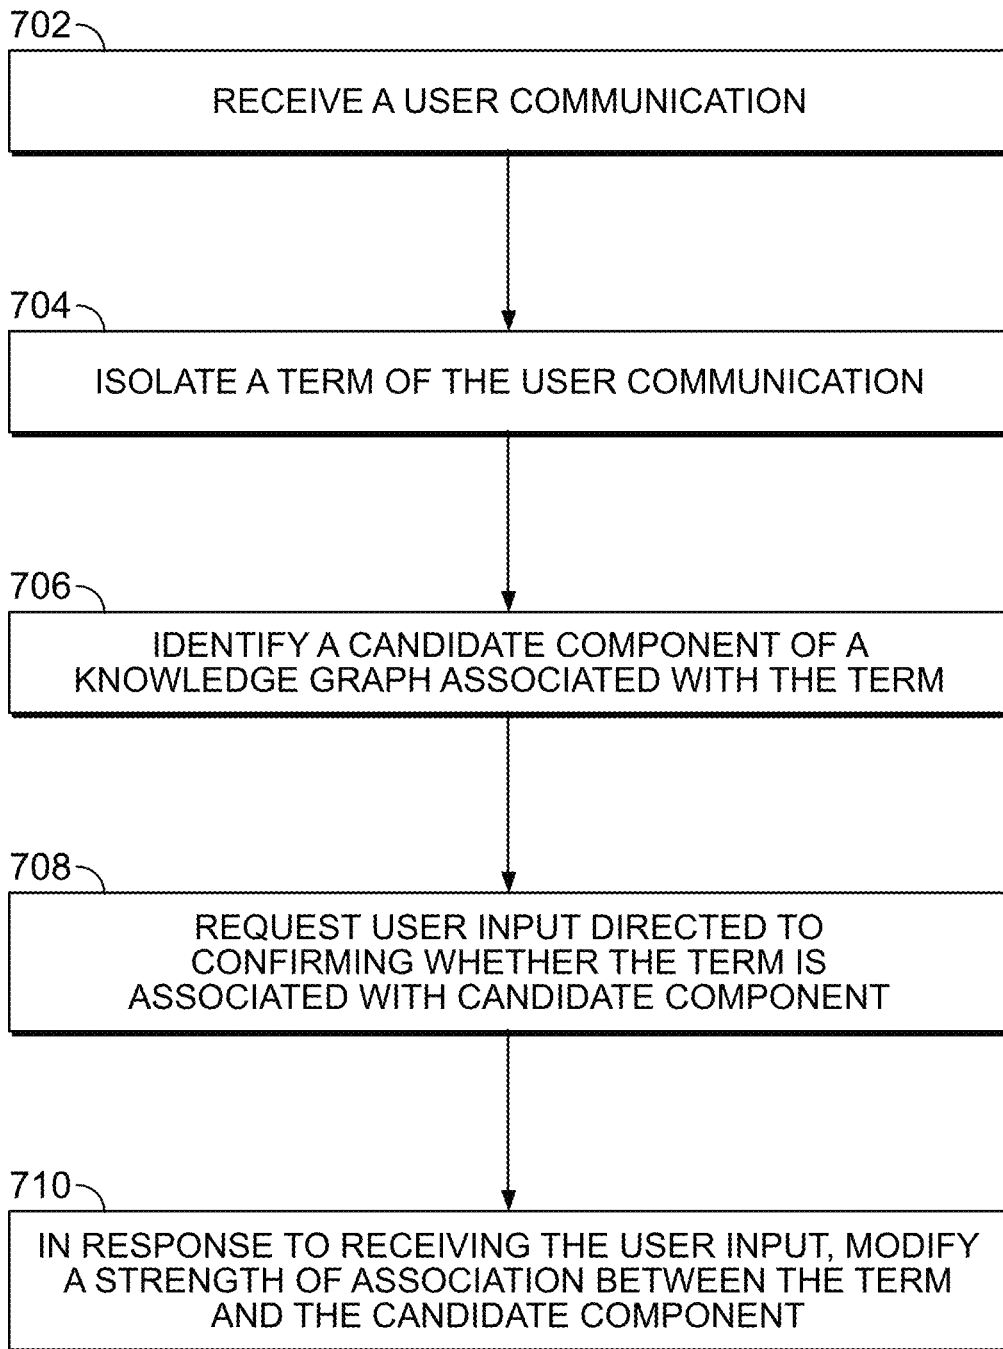 702
RECEIVE A USER COMMUNICATION
704
ISOLATE A TERM OF THE USER COMMUNICATION
706
IDENTIFY A CANDIDATE COMPONENT OF A
KNOWLEDGE GRAPH ASSOCIATED WITH THE TERM
708
REQUEST USER INPUT DIRECTED TO
CONFIRMING WHETHER THE TERM IS
ASSOCIATED WITH CANDIDATE COMPONENT
710
IN RESPONSE TO RECEIVING THE USER INPUT, MODIFY
A STRENGTH OF ASSOCIATION BETWEEN THE TERM
AND THE CANDIDATE COMPONENT